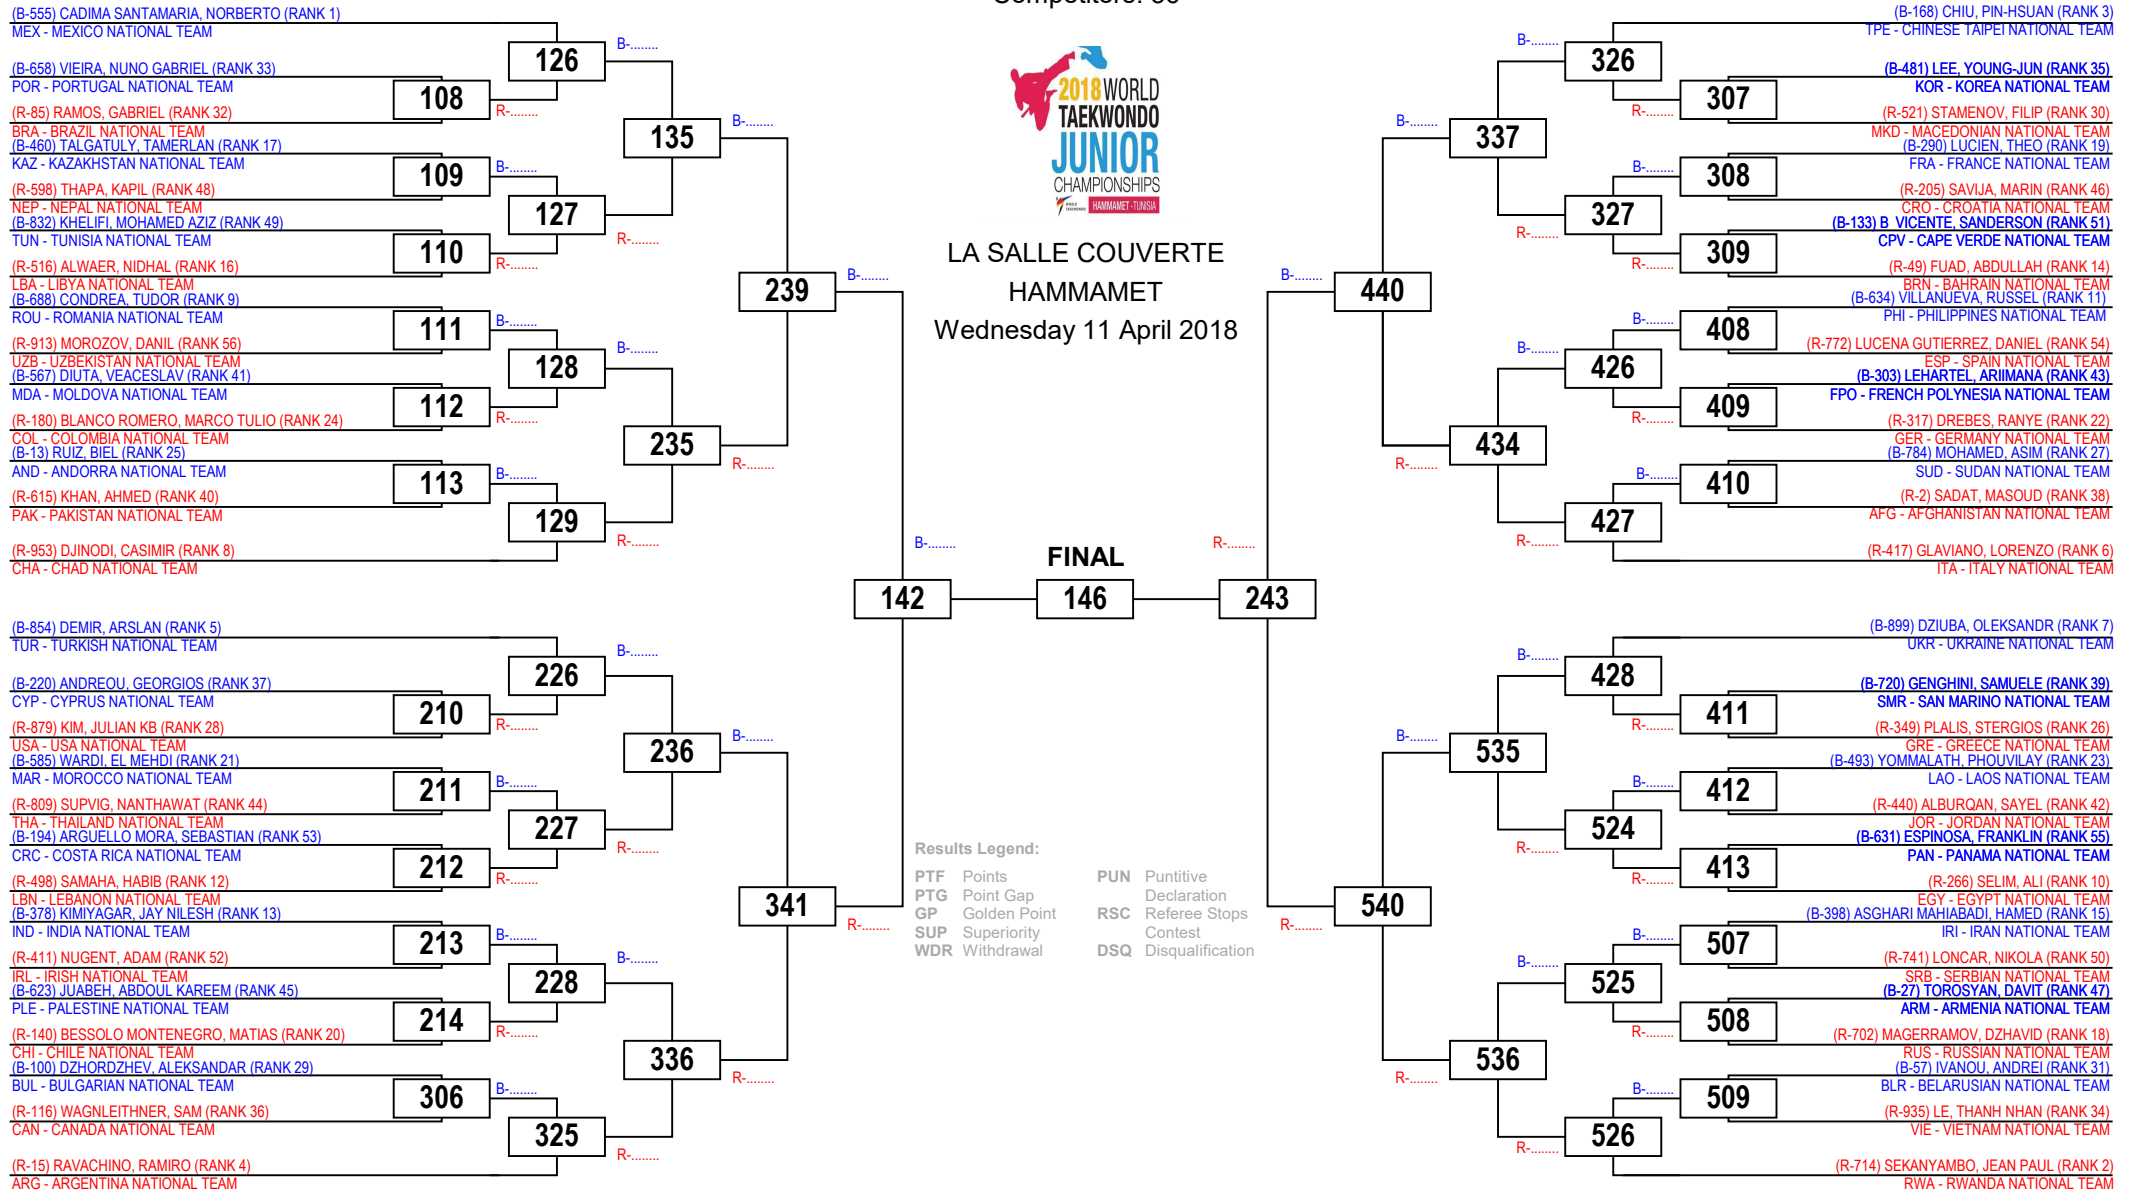 (B-555) CADIMA SANTAMARIA, NORBERTO (RANK 1)
MEX - MEXICO NATIONAL TEAM
(B-658) VIEIRA, NUNO GABRIEL (RANK 33)
POR - PORTUGAL NATIONAL TEAM
(R-85) RAMOS, GABRIEL (RANK 32)
BRA - BRAZIL NATIONAL TEAM
(B-460) TALGATULY, TAMERLAN (RANK 17)
KAZ - KAZAKHSTAN NATIONAL TEAM
(R-598) THAPA, KAPIL (RANK 48)
NEP - NEPAL NATIONAL TEAM
(B-832) KHELIFI, MOHAMED AZIZ (RANK 49)
TUN - TUNISIA NATIONAL TEAM
(R-516) ALWAER, NIDHAL (RANK 16)
LBA - LIBYA NATIONAL TEAM
(B-688) CONDREA, TUDOR (RANK 9)
ROU - ROMANIA NATIONAL TEAM
(R-913) MOROZOV, DANIL (RANK 56)
UZB - UZBEKISTAN NATIONAL TEAM
(B-567) DIUTA, VEACESLAV (RANK 41)
MDA - MOLDOVA NATIONAL TEAM
(R-180) BLANCO ROMERO, MARCO TULIO (RANK 24)
COL - COLOMBIA NATIONAL TEAM
(B-13) RUIZ, BIEL (RANK 25)
AND - ANDORRA NATIONAL TEAM
(R-615) KHAN, AHMED (RANK 40)
PAK - PAKISTAN NATIONAL TEAM
(R-953) DJINODI, CASIMIR (RANK 8)
CHA - CHAD NATIONAL TEAM
(B-854) DEMIR, ARSLAN (RANK 5)
TUR - TURKISH NATIONAL TEAM
(B-220) ANDREOU, GEORGIOS (RANK 37)
CYP - CYPRUS NATIONAL TEAM
(R-879) KIM, JULIAN KB (RANK 28)
USA - USA NATIONAL TEAM
(B-585) WARDI, EL MEHDI (RANK 21)
MAR - MOROCCO NATIONAL TEAM
(R-809) SUPVIG, NANTHAWAT (RANK 44)
THA - THAILAND NATIONAL TEAM
(B-194) ARGUELLO MORA, SEBASTIAN (RANK 53)
CRC - COSTA RICA NATIONAL TEAM
(R-498) SAMAHA, HABIB (RANK 12)
LBN - LEBANON NATIONAL TEAM
(B-378) KIMIYAGAR, JAY NILESH (RANK 13)
IND - INDIA NATIONAL TEAM
(R-411) NUGENT, ADAM (RANK 52)
IRL - IRISH NATIONAL TEAM
(B-623) JUABEH, ABDOUL KAREEM (RANK 45)
PLE - PALESTINE NATIONAL TEAM
(R-140) BESSOLO MONTENEGRO, MATIAS (RANK 20)
CHI - CHILE NATIONAL TEAM
(B-100) DZHORDZHEV, ALEKSANDAR (RANK 29)
BUL - BULGARIAN NATIONAL TEAM
(R-116) WAGNLEITHNER, SAM (RANK 36)
CAN - CANADA NATIONAL TEAM
(R-15) RAVACHINO, RAMIRO (RANK 4)
ARG - ARGENTINA NATIONAL TEAM
108
109
110
111
112
113
210
211
212
213
214
306
R-........
B-........
R-........
B-........
R-........
B-........
R-........
B-........
R-........
B-........
R-........
B-........
126
127
128
129
226
227
228
325
B-........
R-........
B-........
R-........
B-........
R-........
B-........
R-........
135
235
236
336
B-........
R-........
B-........
R-........
239
341
B-........
R-........
142
B-........
2018 WORLD
TAEKWONDO
JUNIOR
CHAMPIONSHIPS
HAMMAMET - TUNISIA
LA SALLE COUVERTE
HAMMAMET
Wednesday 11 April 2018
FINAL
146
Results Legend:
PTF Points
PTG Point Gap
GP Golden Point
SUP Superiority
WDR Withdrawal
PUN Puntitive
Declaration
RSC Referee Stops
Contest
DSQ Disqualification
R-........
243
B-........
R-........
440
540
B-........
R-........
B-........
R-........
337
434
535
536
B-........
R-........
B-........
R-........
B-........
R-........
B-........
R-........
326
327
426
427
428
524
525
526
R-........
B-........
R-........
B-........
R-........
B-........
R-........
B-........
R-........
B-........
R-........
B-........
307
308
309
408
409
410
411
412
413
507
508
509
(B-168) CHIU, PIN-HSUAN (RANK 3)
TPE - CHINESE TAIPEI NATIONAL TEAM
(B-481) LEE, YOUNG-JUN (RANK 35)
KOR - KOREA NATIONAL TEAM
(R-521) STAMENOV, FILIP (RANK 30)
MKD - MACEDONIAN NATIONAL TEAM
(B-290) LUCIEN, THEO (RANK 19)
FRA - FRANCE NATIONAL TEAM
(R-205) SAVIJA, MARIN (RANK 46)
CRO - CROATIA NATIONAL TEAM
(B-133) B VICENTE, SANDERSON (RANK 51)
CPV - CAPE VERDE NATIONAL TEAM
(R-49) FUAD, ABDULLAH (RANK 14)
BRN - BAHRAIN NATIONAL TEAM
(B-634) VILLANUEVA, RUSSEL (RANK 11)
PHI - PHILIPPINES NATIONAL TEAM
(R-772) LUCENA GUTIERREZ, DANIEL (RANK 54)
ESP - SPAIN NATIONAL TEAM
(B-303) LEHARTEL, ARIIMANA (RANK 43)
FPO - FRENCH POLYNESIA NATIONAL TEAM
(R-317) DREBES, RANYE (RANK 22)
GER - GERMANY NATIONAL TEAM
(B-784) MOHAMED, ASIM (RANK 27)
SUD - SUDAN NATIONAL TEAM
(R-2) SADAT, MASOUD (RANK 38)
AFG - AFGHANISTAN NATIONAL TEAM
(R-417) GLAVIANO, LORENZO (RANK 6)
ITA - ITALY NATIONAL TEAM
(B-899) DZIUBA, OLEKSANDR (RANK 7)
UKR - UKRAINE NATIONAL TEAM
(B-720) GENGHINI, SAMUELE (RANK 39)
SMR - SAN MARINO NATIONAL TEAM
(R-349) PLALIS, STERGIOS (RANK 26)
GRE - GREECE NATIONAL TEAM
(B-493) YOMMALATH, PHOUVILAY (RANK 23)
LAO - LAOS NATIONAL TEAM
(R-440) ALBURQAN, SAYEL (RANK 42)
JOR - JORDAN NATIONAL TEAM
(B-631) ESPINOSA, FRANKLIN (RANK 55)
PAN - PANAMA NATIONAL TEAM
(R-266) SELIM, ALI (RANK 10)
EGY - EGYPT NATIONAL TEAM
(B-398) ASGHARI MAHIABADI, HAMED (RANK 15)
IRI - IRAN NATIONAL TEAM
(R-741) LONCAR, NIKOLA (RANK 50)
SRB - SERBIAN NATIONAL TEAM
(B-27) TOROSYAN, DAVIT (RANK 47)
ARM - ARMENIA NATIONAL TEAM
(R-702) MAGERRAMOV, DZHAVID (RANK 18)
RUS - RUSSIAN NATIONAL TEAM
(B-57) IVANOU, ANDREI (RANK 31)
BLR - BELARUSIAN NATIONAL TEAM
(R-935) LE, THANH NHAN (RANK 34)
VIE - VIETNAM NATIONAL TEAM
(R-714) SEKANYAMBO, JEAN PAUL (RANK 2)
RWA - RWANDA NATIONAL TEAM